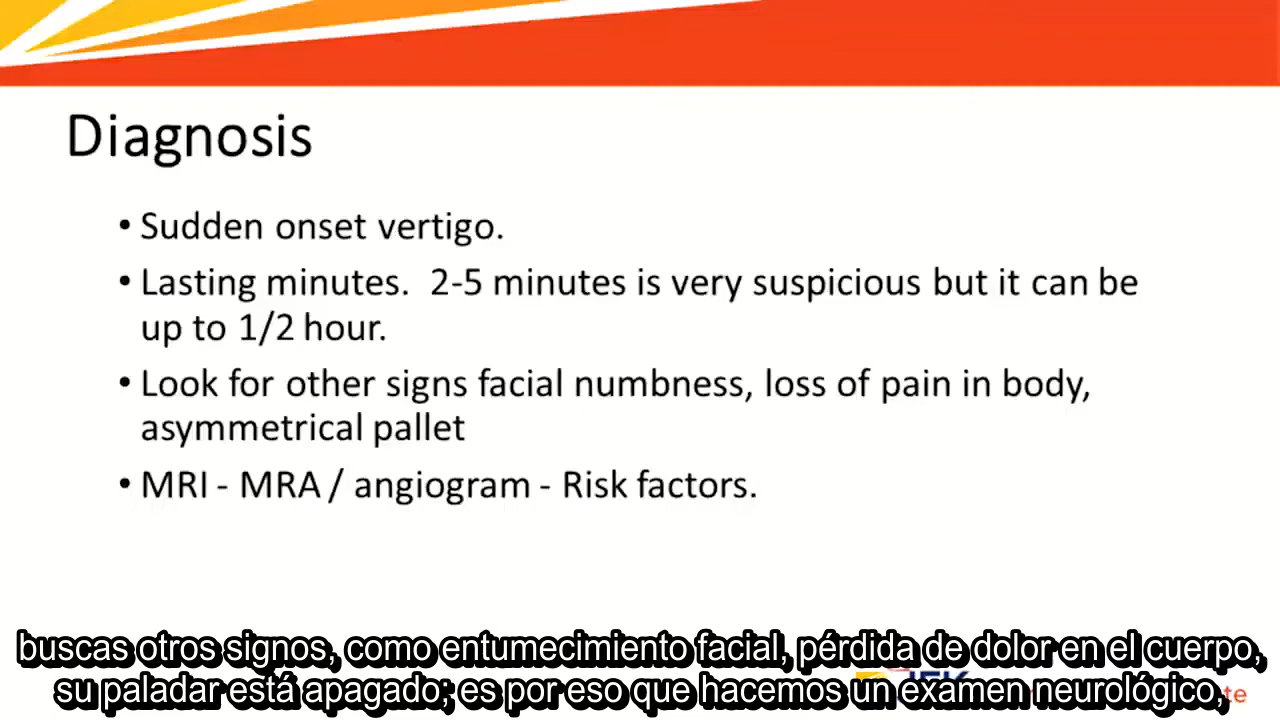 Diagnosis
• Sudden onset vertigo.
• Lasting minutes.  2-5 minutes is very suspicious but it can be
up to 1/2 hour.
• Look for other signs facial numbness, loss of pain in body,
asymmetrical pallet
• MRI - MRA / angiogram - Risk factors.
buscas otros signos, como entumecimiento facial, pérdida de dolor en el cuerpo,
su paladar está apagado; es por eso que hacemos un examen neurológico,